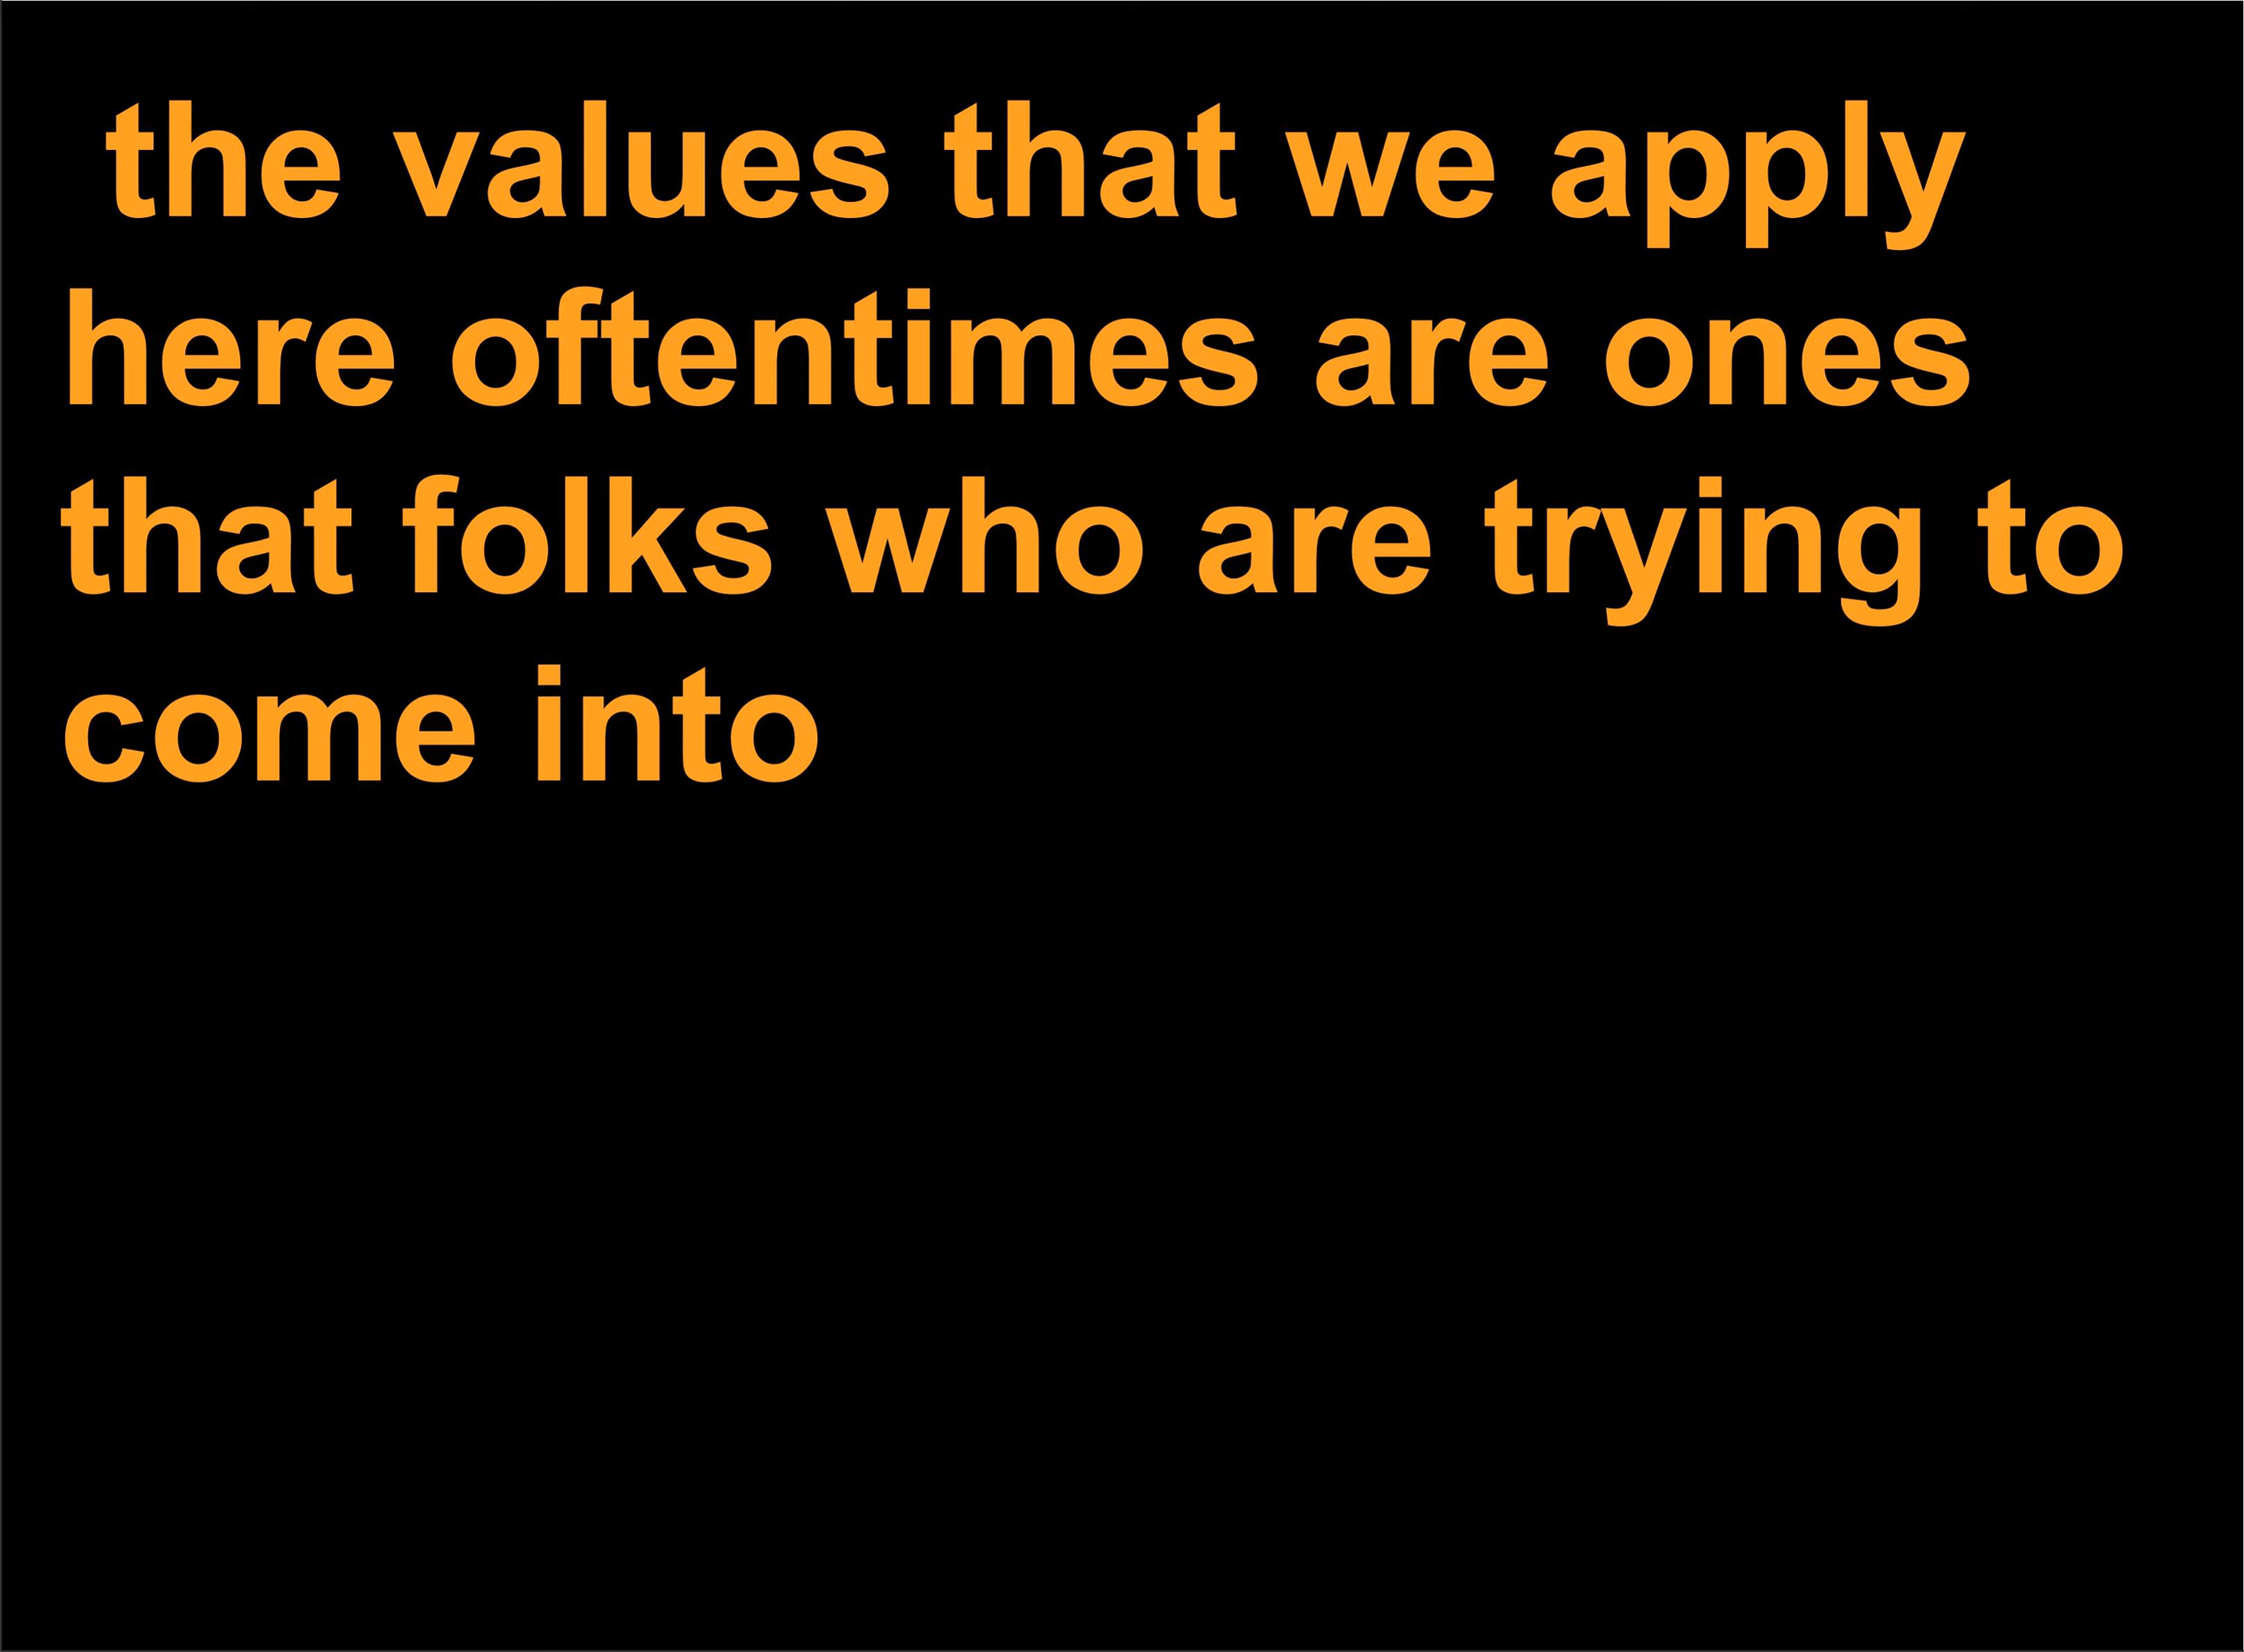 the values that we apply
here oftentimes are ones
that folks who are trying to
come into